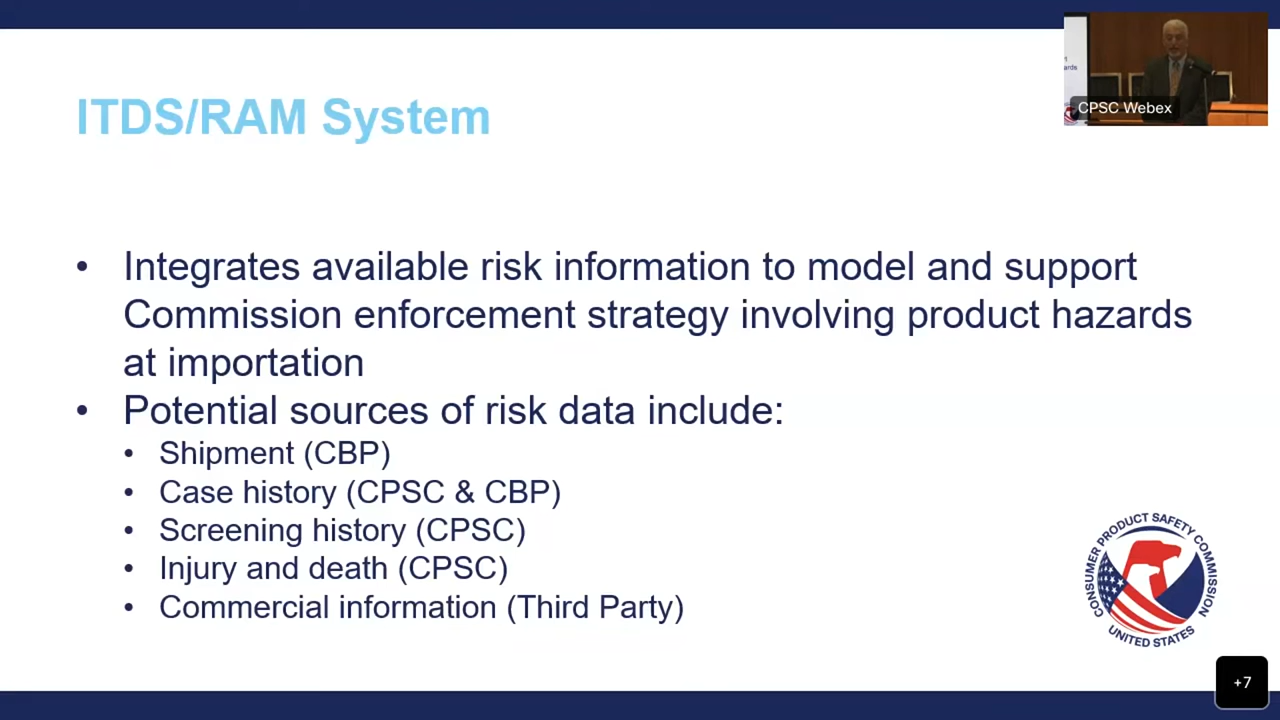 ITDS/RAM System
CPSC Webex
• Integrates available risk information to model and support
Commission enforcement strategy involving product hazards
at importation
• Potential sources of risk data include:
• Shipment (CBP)
• Case history (CPSC & CBP)
• Screening history (CPSC)
• Injury and death (CPSC)
• Commercial information (Third Party)
CONSUMER PRODUCT SAFETY COMMISSION
UNITED STATES
+7